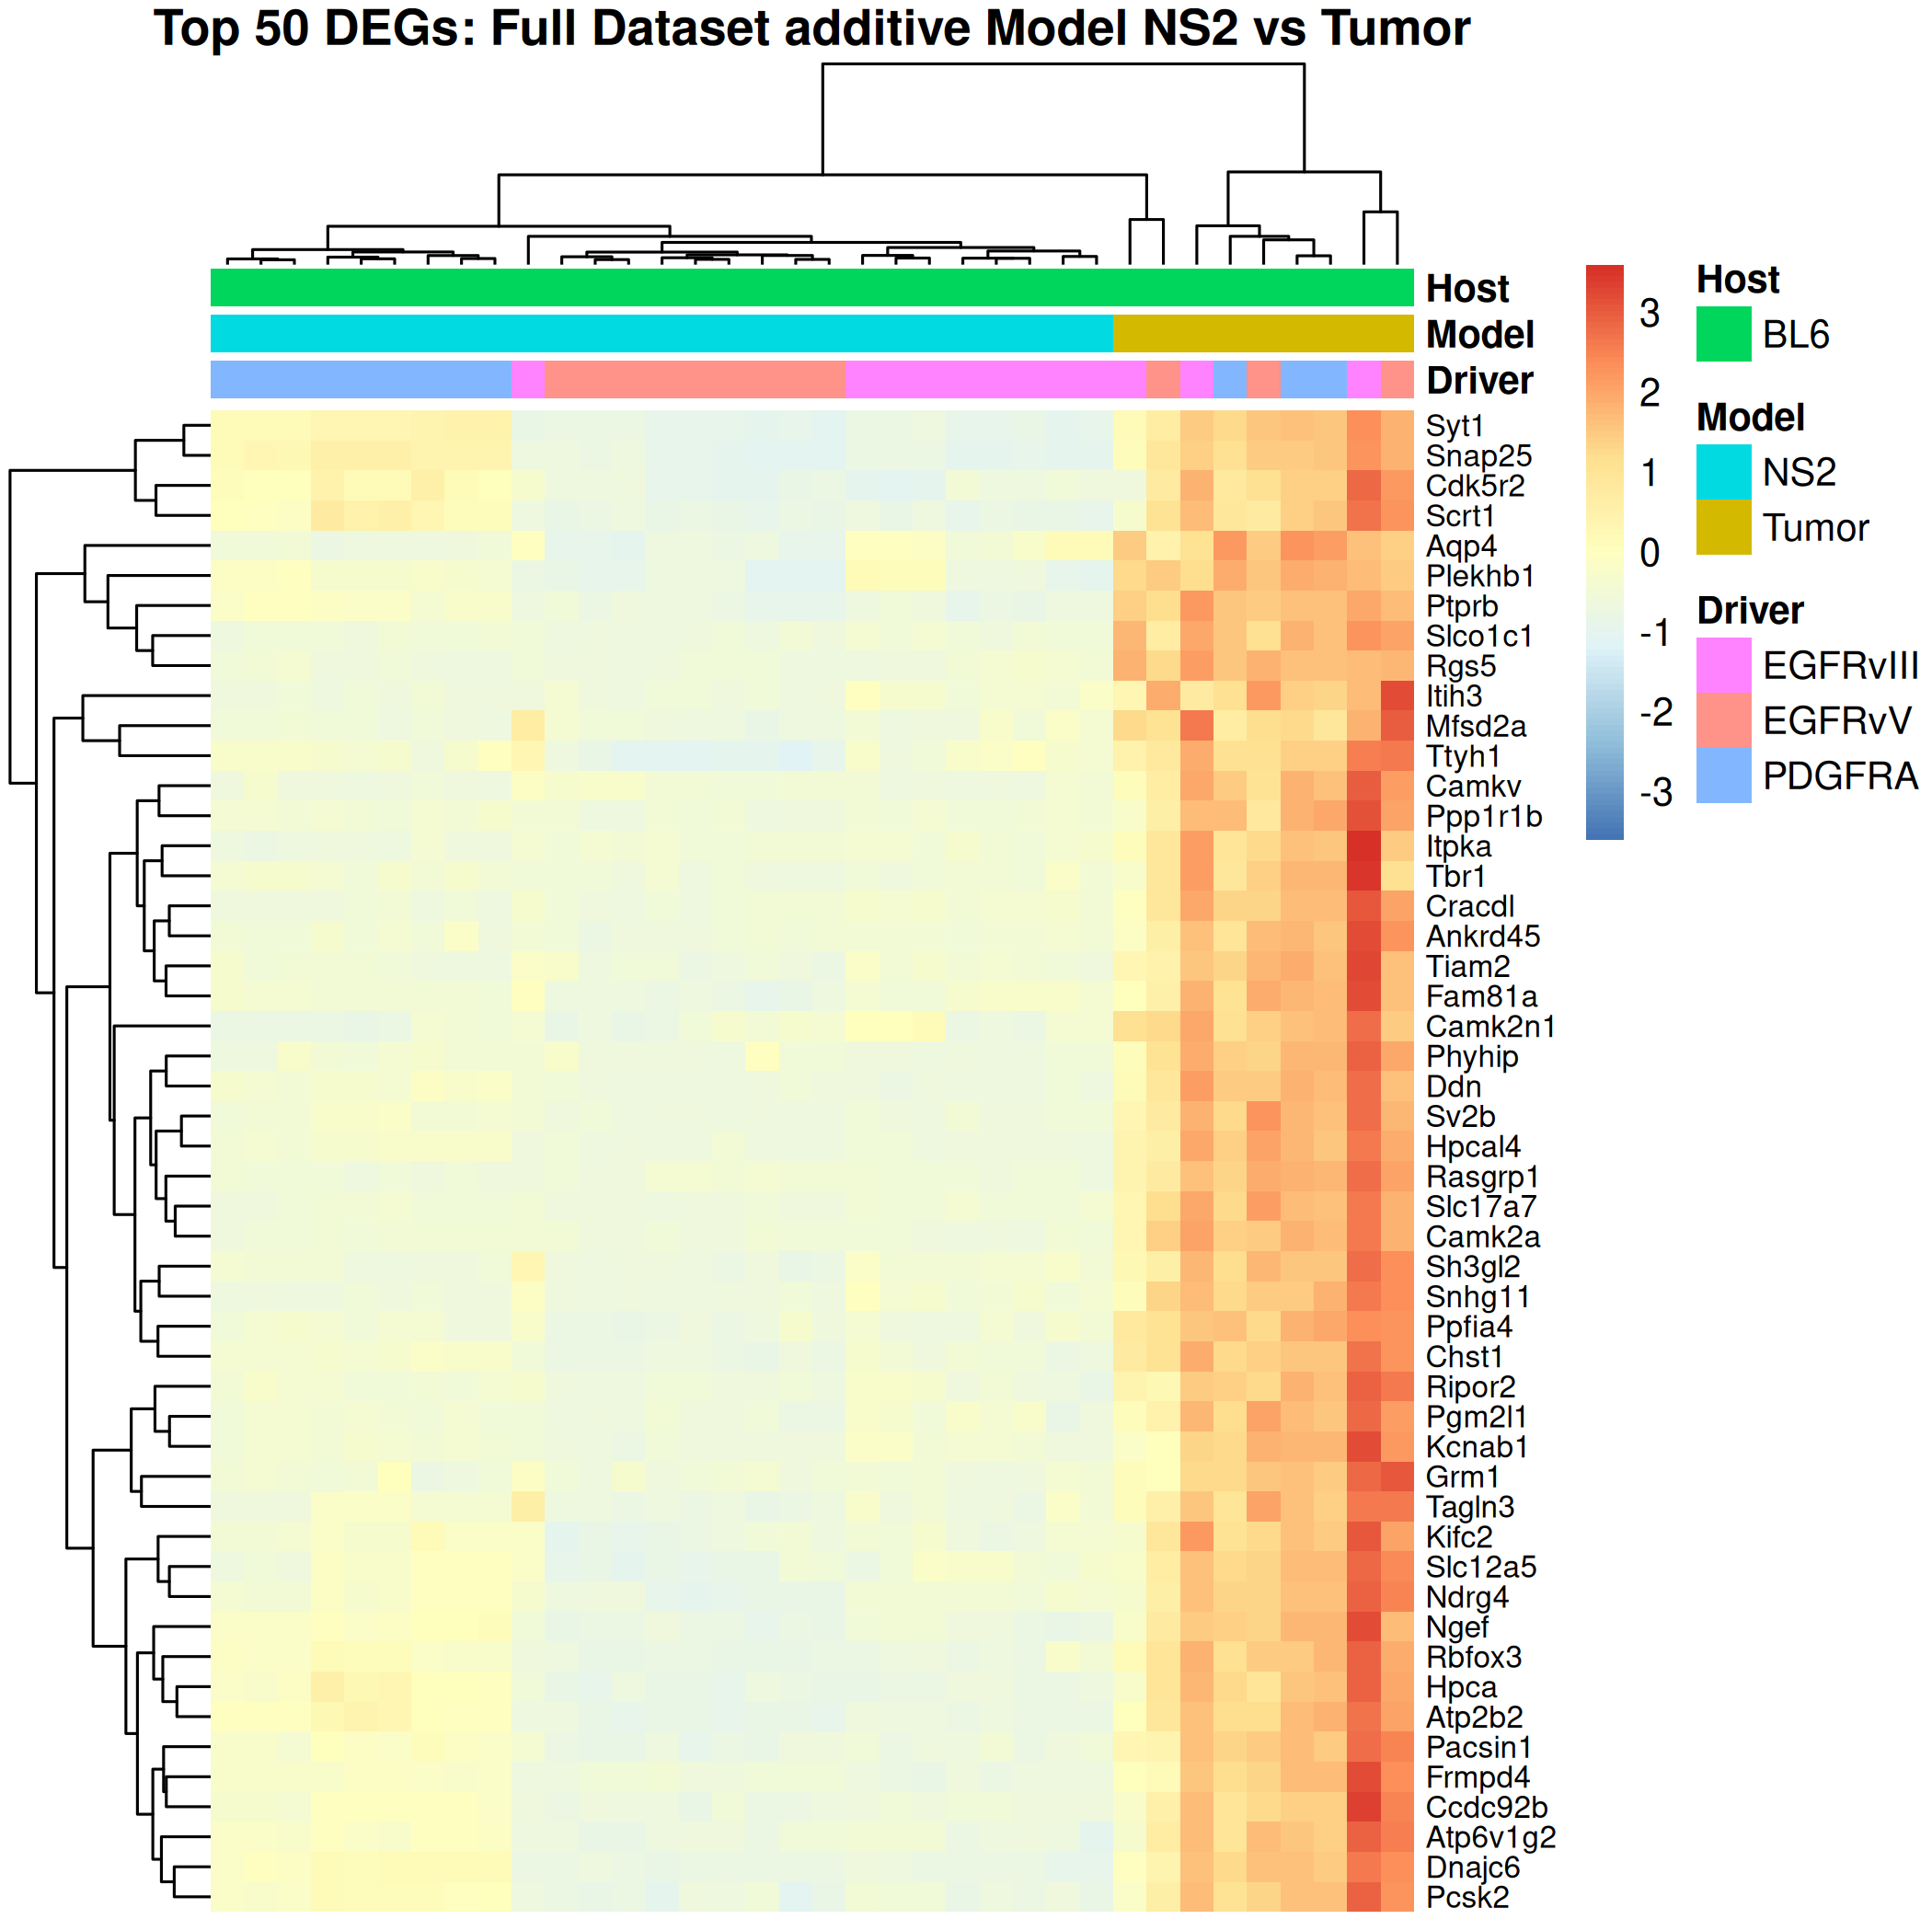 Top 50 DEGs: Full Dataset additive Model NS2 vs Tumor
Host
Model
Driver
Syt1
Snap25
Cdk5r2
Scrt1
Aqp4
Plekhb1
Ptprb
Slco1c1
Rgs5
Itih3
Mfsd2a
Ttyh1
Camkv
Ppp1r1b
Itpka
Tbr1
Cracdl
Ankrd45
Tiam2
Fam81a
Camk2n1
Phyhip
Ddn
Sv2b
Hpcal4
Rasgrp1
Slc17a7
Camk2a
Sh3gl2
Snhg11
Ppfia4
Chst1
Ripor2
Pgm2l1
Kcnab1
Grm1
Tagln3
Kifc2
Slc12a5
Ndrg4
Ngef
Rbfox3
Hpca
Atp2b2
Pacsin1
Frmpd4
Ccdc92b
Atp6v1g2
Dnajc6
Pcsk2
3
2
1
0
-1
-2
-3
Host
BL6
Model
NS2
Tumor
Driver
EGFRvIII
EGFRvV
PDGFRA